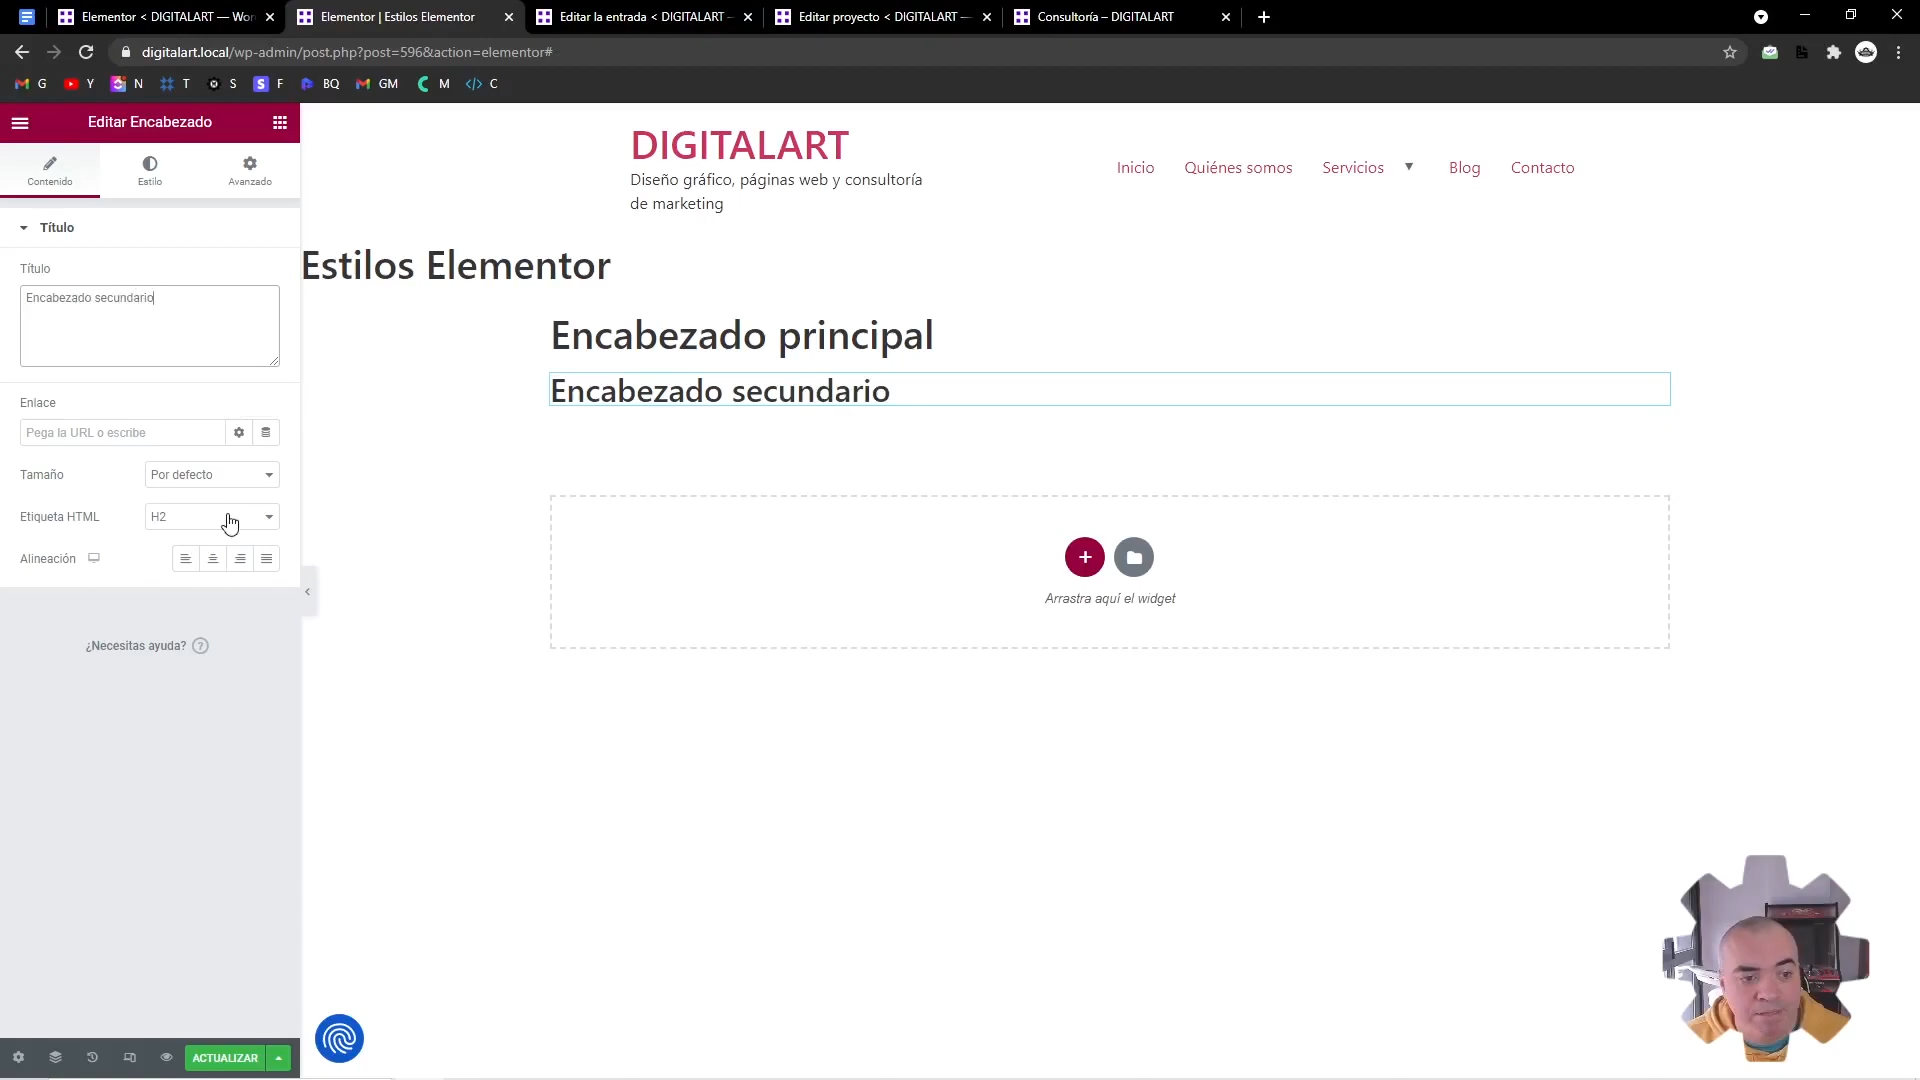 Elementor < DIGITALART — Wor
Elementor | Estilos Elementor
Editar la entrada < DIGITALART –
Editar proyecto < DIGITALART —
Consultoría – DIGITALART
digitalart.local/wp-admin/post.php?post=596&action=elementor#
G
Y
N
T
S
F
BQ
GM
M
C
Editar Encabezado
Contenido
Estilo
Avanzado
Título
Título
Encabezado secundario
Enlace
Pega la URL o escribe
Tamaño
Por defecto
Etiqueta HTML
H2
Alineación
¿Necesitas ayuda?
ACTUALIZAR
DIGITALART
Diseño gráfico, páginas web y consultoría
de marketing
Inicio
Quiénes somos
Servicios
Blog
Contacto
Estilos Elementor
Encabezado principal
Encabezado secundario
Arrastra aquí el widget